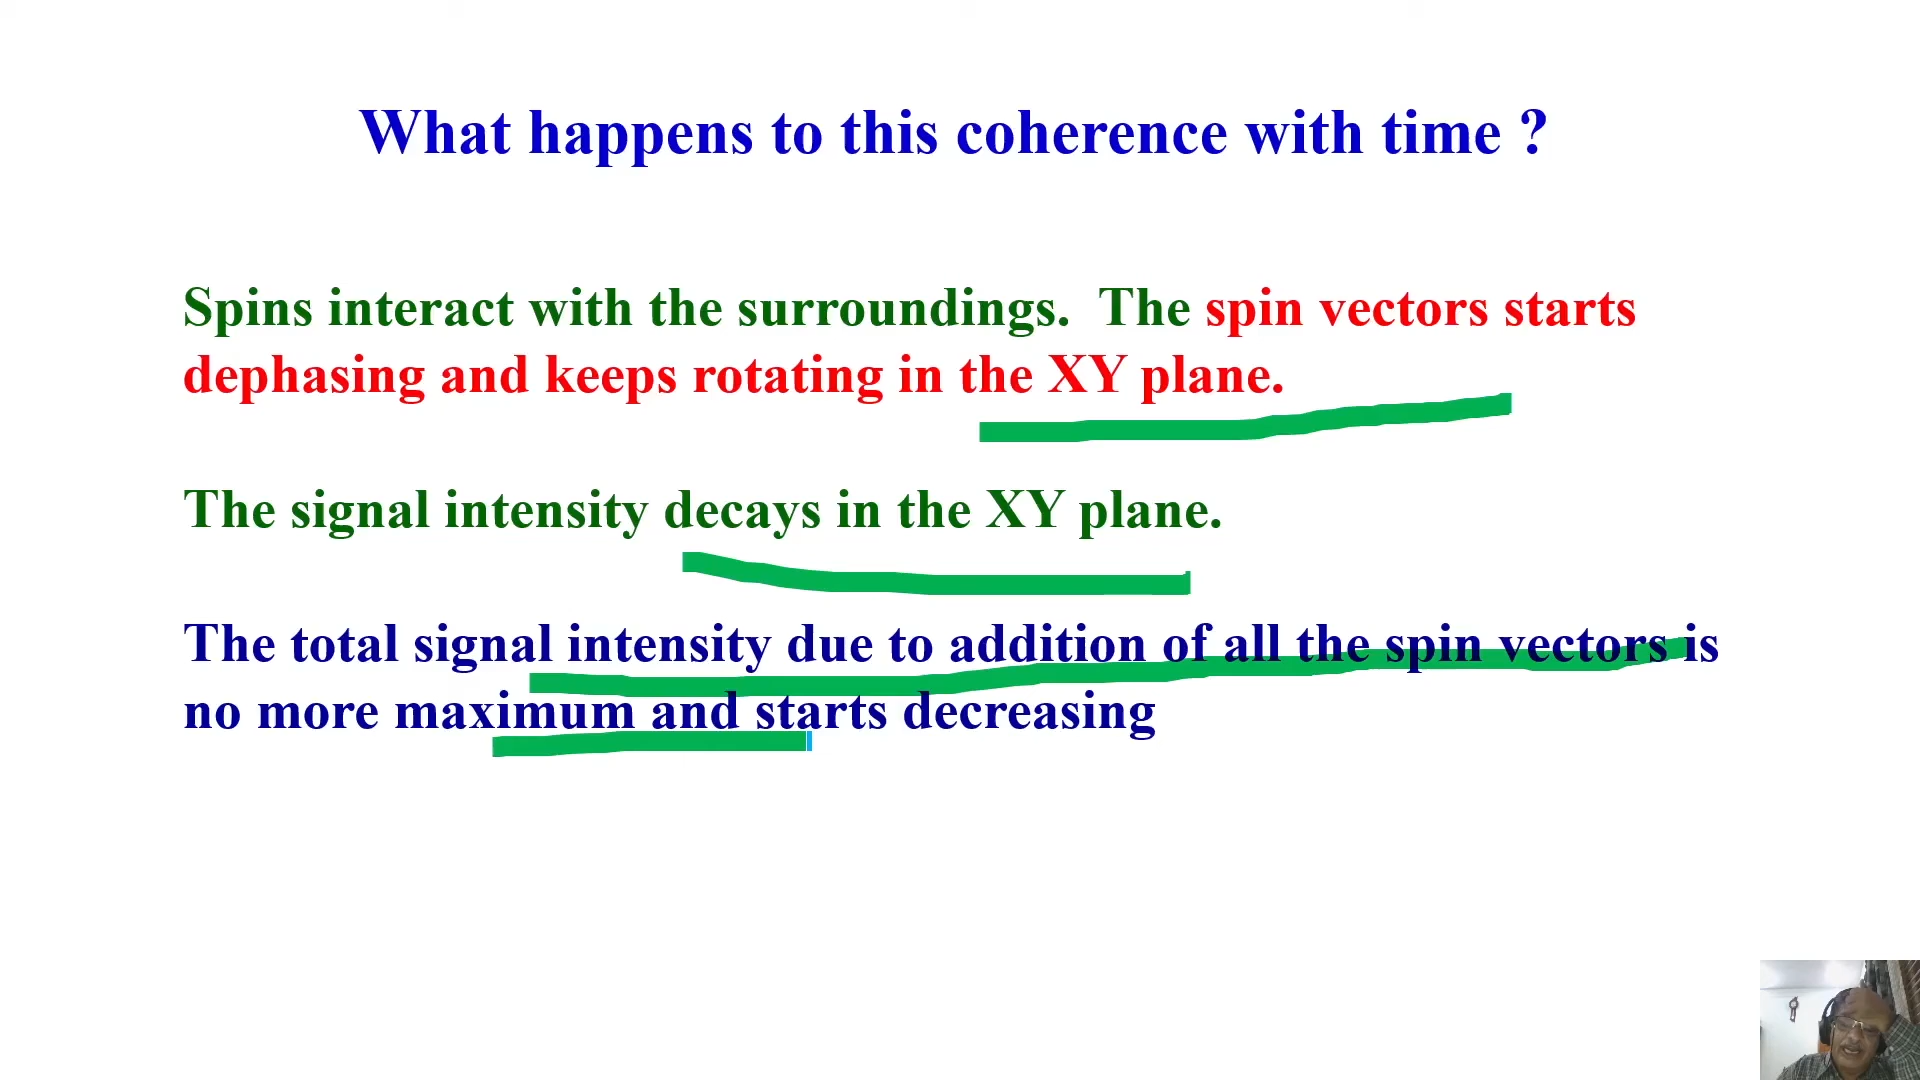 What happens to this coherence with time ?
Spins interact with the surroundings. The spin vectors starts
dephasing and keeps rotating in the XY plane.
The signal intensity decays in the XY plane.
The total signal intensity due to addition of all the spin vectors is
no more maximum and starts decreasing